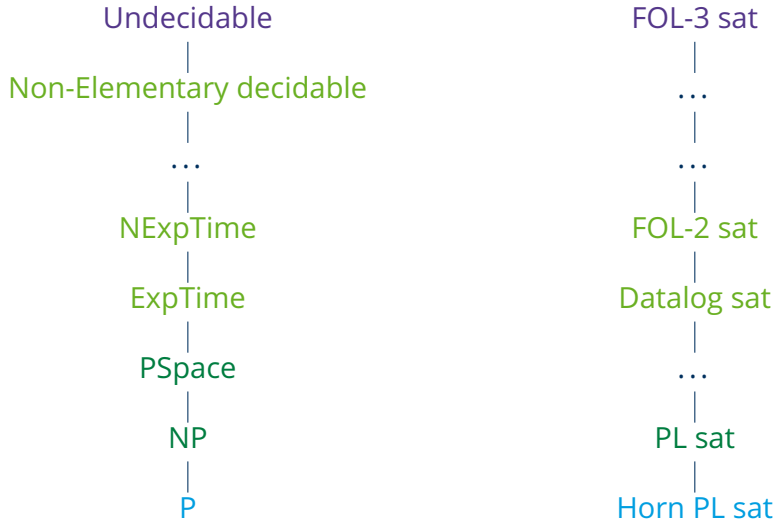 Undecidable
FOL-3 sat
Non-Elementary decidable
...
...
...
NExpTime
FOL-2 sat
ExpTime
Datalog sat
PSpace
...
NP
PL sat
P
Horn PL sat